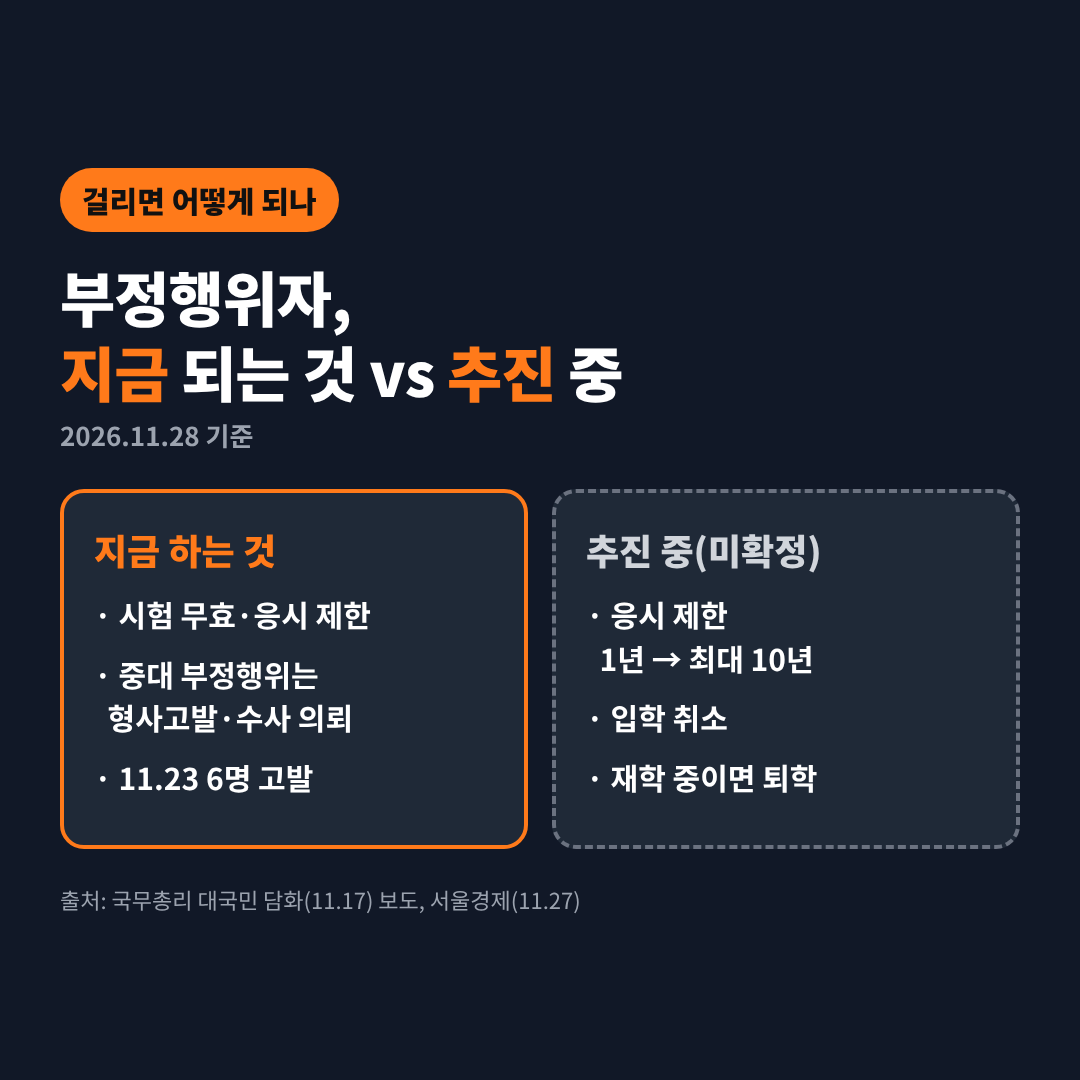 걸리면 어떻게 되나
부정행위자,
지금 되는 것 vs 추진 중
2026.11.28 기준
지금 하는 것
· 시험 무효·응시 제한
· 중대 부정행위는
형사고발·수사 의뢰
· 11.23 6명 고발
추진 중(미확정)
· 응시 제한
1년 → 최대 10년
· 입학 취소
· 재학 중이면 퇴학
출처: 국무총리 대국민 담화(11.17) 보도, 서울경제(11.27)